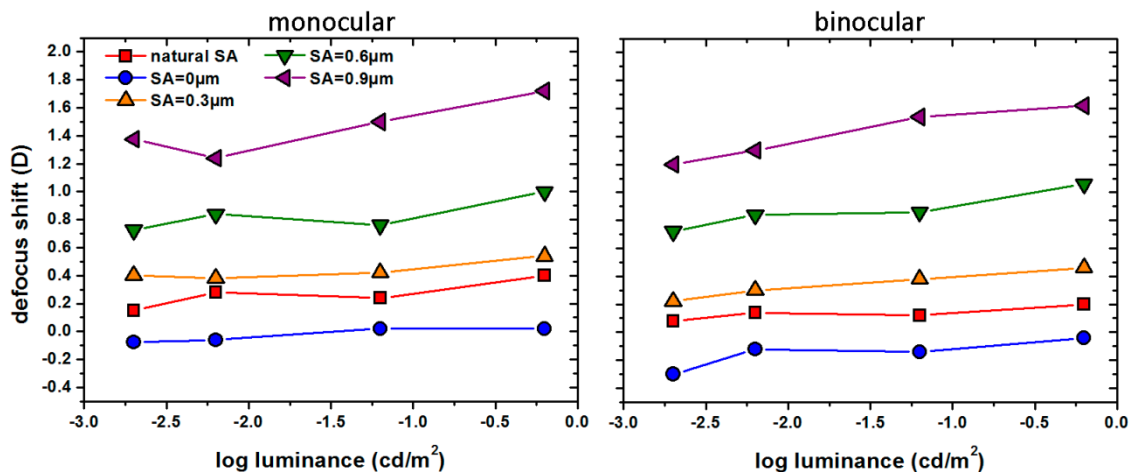 monocular
binocular
natural SA
SA=0.6µm
SA=0µm
SA=0.9µm
SA=0.3µm
defocus shift (D)
2.0
1.8
1.6
1.4
1.2
1.0
0.8
0.6
0.4
0.2
0.0
-0.2
-0.4
-3.0 -2.5 -2.0 -1.5 -1.0 -0.5 0.0
-3.0 -2.5 -2.0 -1.5 -1.0 -0.5 0.0
log luminance (cd/m²)
log luminance (cd/m²)